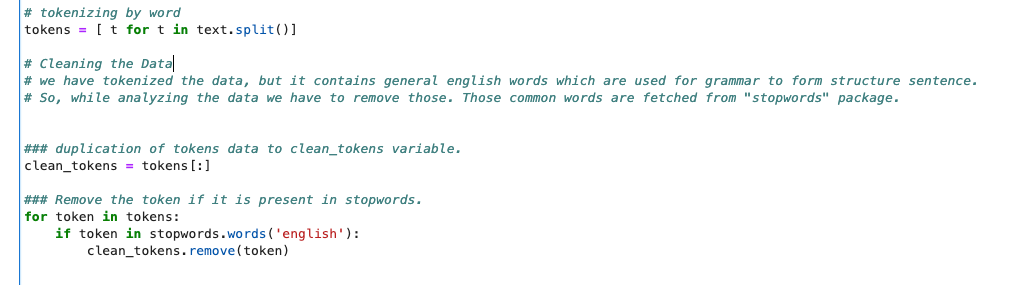 # tokenizing by word
tokens = [ t for t in text.split()]
# Cleaning the Data
# we have tokenized the data, but it contains general english words which are used for grammar to form structure sentence.
# So, while analyzing the data we have to remove those. Those common words are fetched from "stopwords" package.
### duplication of tokens data to clean_tokens variable.
clean_tokens = tokens[:]
### Remove the token if it is present in stopwords.
for token in tokens:
    if token in stopwords.words('english'):
        clean_tokens.remove(token)